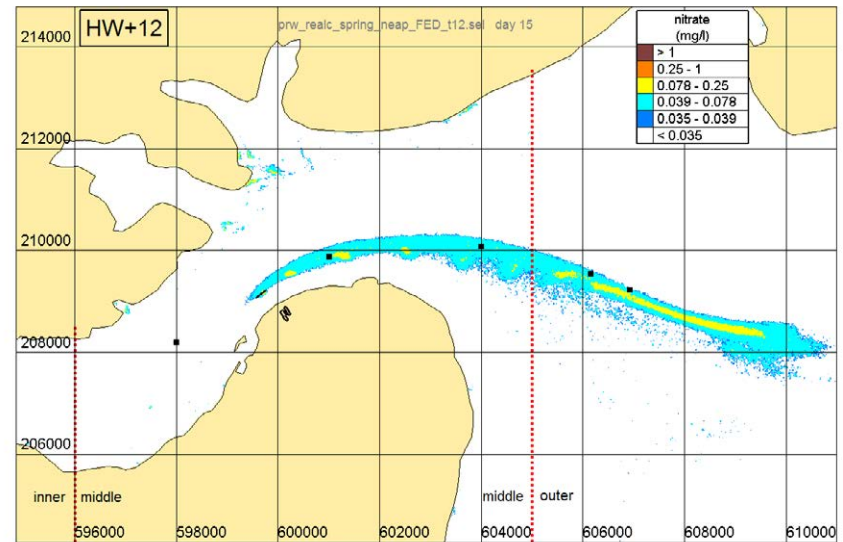 HW+12
prw_realc_spring_neap_FED_t12.sel day 15
nitrate
(mg/l)
> 1
0.25 - 1
0.078 - 0.25
0.039 - 0.078
0.035 - 0.039
< 0.035
214000
212000
210000
208000
206000
inner middle
middle outer
596000 598000 600000 602000 604000 606000 608000 610000